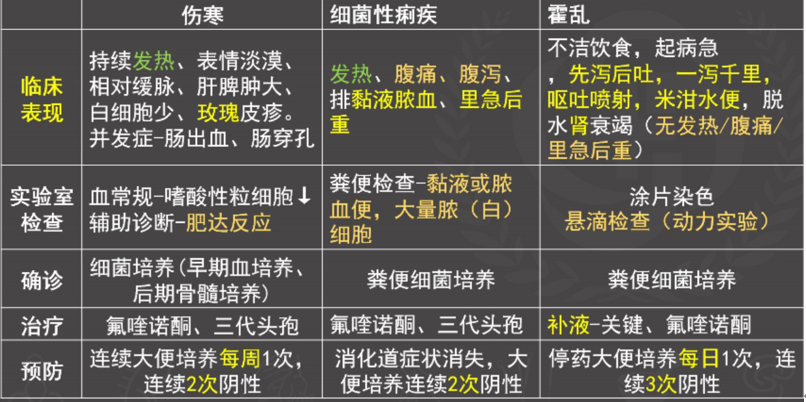 伤寒
细菌性痢疾
霍乱
临床
表现
持续发热、表情淡漠、
相对缓脉、肝脾肿大、
白细胞少、玫瑰皮疹。
并发症-肠出血、肠穿孔
发热、腹痛、腹泻、
排黏液脓血、里急后
重
不洁饮食，起病急
，先泻后吐，一泻千里，
呕吐喷射，米泔水便，脱
水肾衰竭（无发热/腹痛/
里急后重）
实验室
检查
血常规-嗜酸性粒细胞↓
辅助诊断-肥达反应
粪便检查-黏液或脓
血便，大量脓（白）
细胞
涂片染色
悬滴检查（动力实验）
确诊
细菌培养(早期血培养、
后期骨髓培养)
粪便细菌培养
粪便细菌培养
治疗
氟喹诺酮、三代头孢
氟喹诺酮、三代头孢
补液-关键、氟喹诺酮
预防
连续大便培养每周1次，
连续2次阴性
消化道症状消失，大
便培养连续2次阴性
停药大便培养每日1次，连
续3次阴性